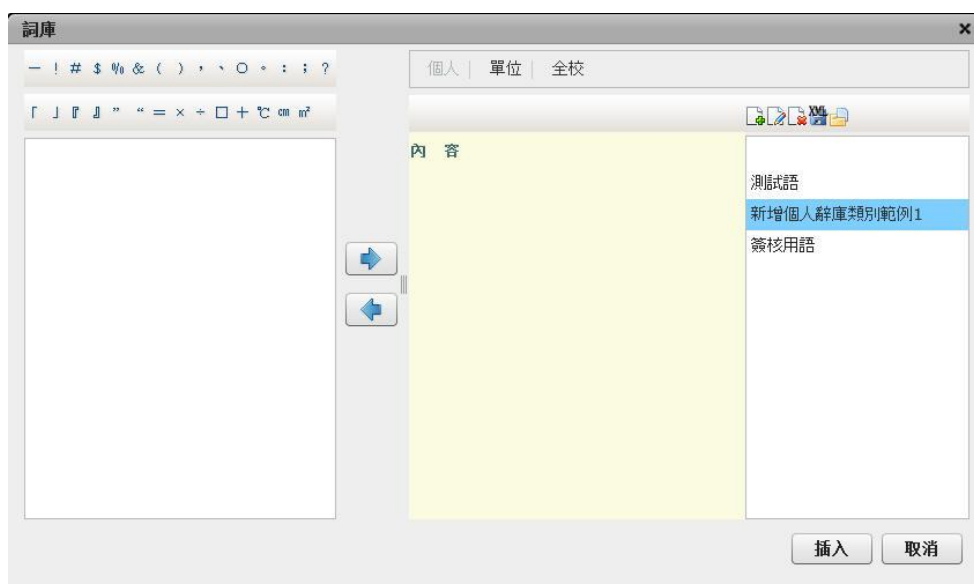 詞庫
－ ! # $ % & ( ) ， 、 〇 。 ： ； ?
個人 | 單位 | 全校
「 」 『 』 ” “ ＝ × ÷ □ ＋ ℃ ㎝ ㎡
XML
內 容
測試語
新增個人辭庫類別範例1
簽核用語
插入
取消